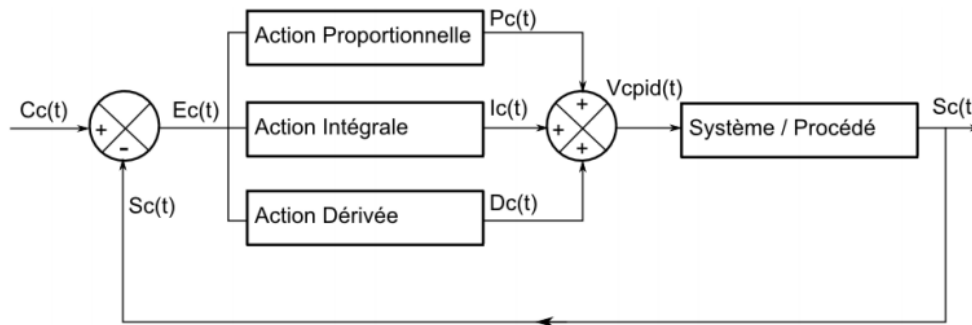 Pc(t)
Action Proportionnelle
Cc(t)
Ec(t)
Action Intégrale
Ic(t)
Vcpid(t)
Système / Procédé
Sc(t
+
-
+
+
+
Sc(t)
Action Dérivée
Dc(t)